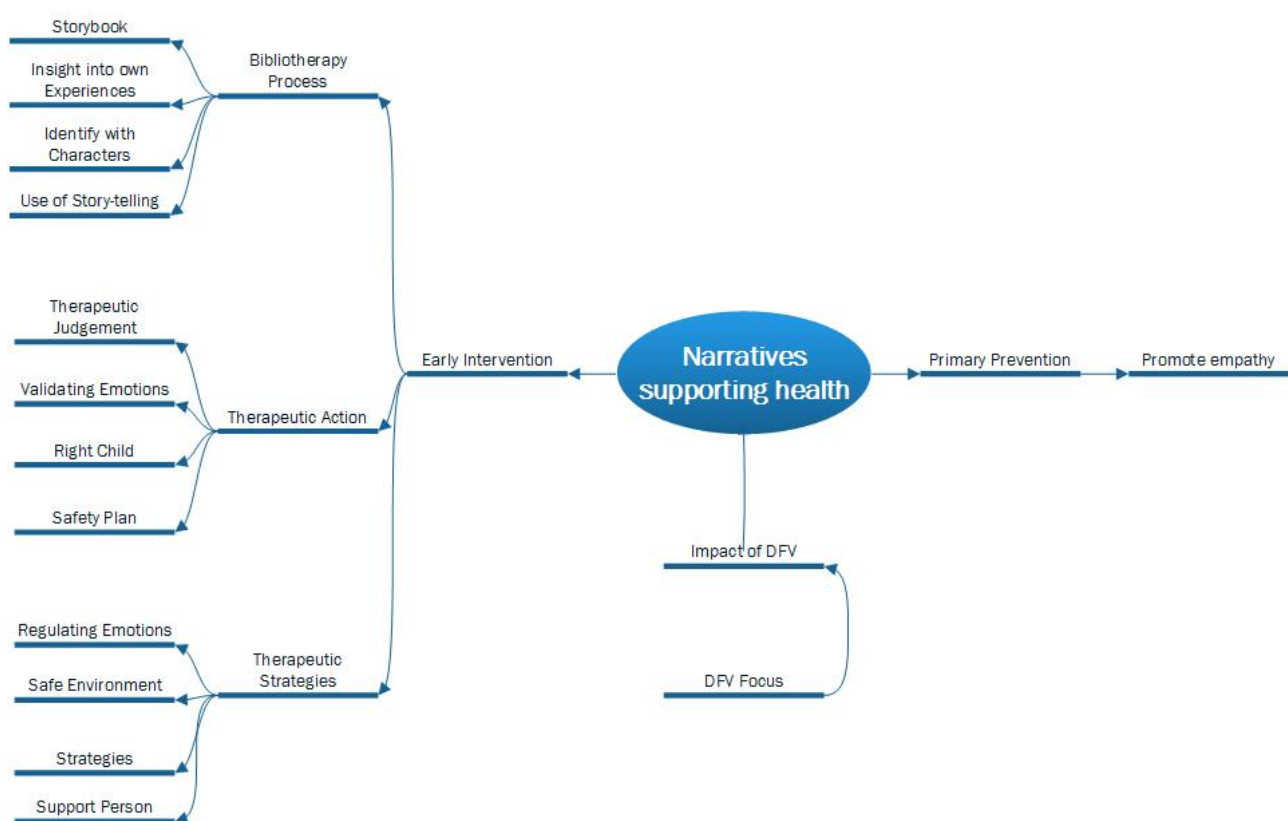 Storybook
Insight into own
Experiences
Identify with
Characters
Use of Story-telling
Bibliotherapy
Process
Therapeutic
Judgement
Validating Emotions
Right Child
Safety Plan
Therapeutic Action
Regulating Emotions
Safe Environment
Strategies
Support Person
Therapeutic
Strategies
Early Intervention
Narratives
supporting health
Primary Prevention
Promote empathy
Impact of DFV
DFV Focus